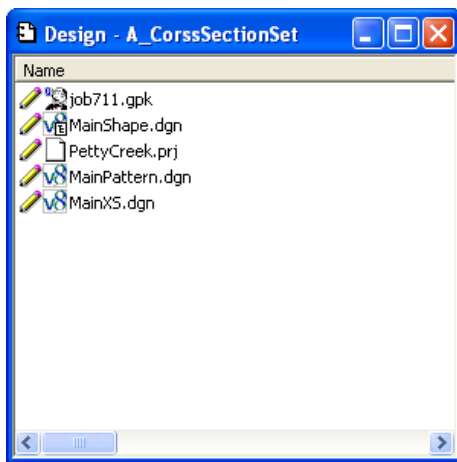 Design - A_CorssSectionSet
Name
job711.gpk
MainShape.dgn
PettyCreek.prj
MainPattern.dgn
MainXS.dgn